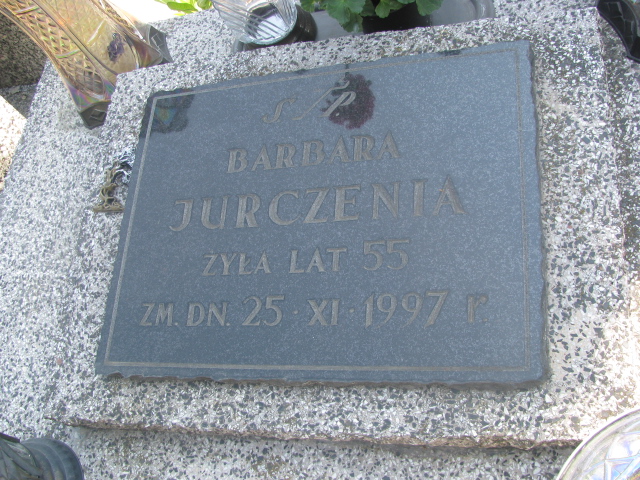 Ś. P.
BARBARA
JURCZENIA
ŻYŁA LAT 55
ZM. DN. 25 · XI · 1997 r